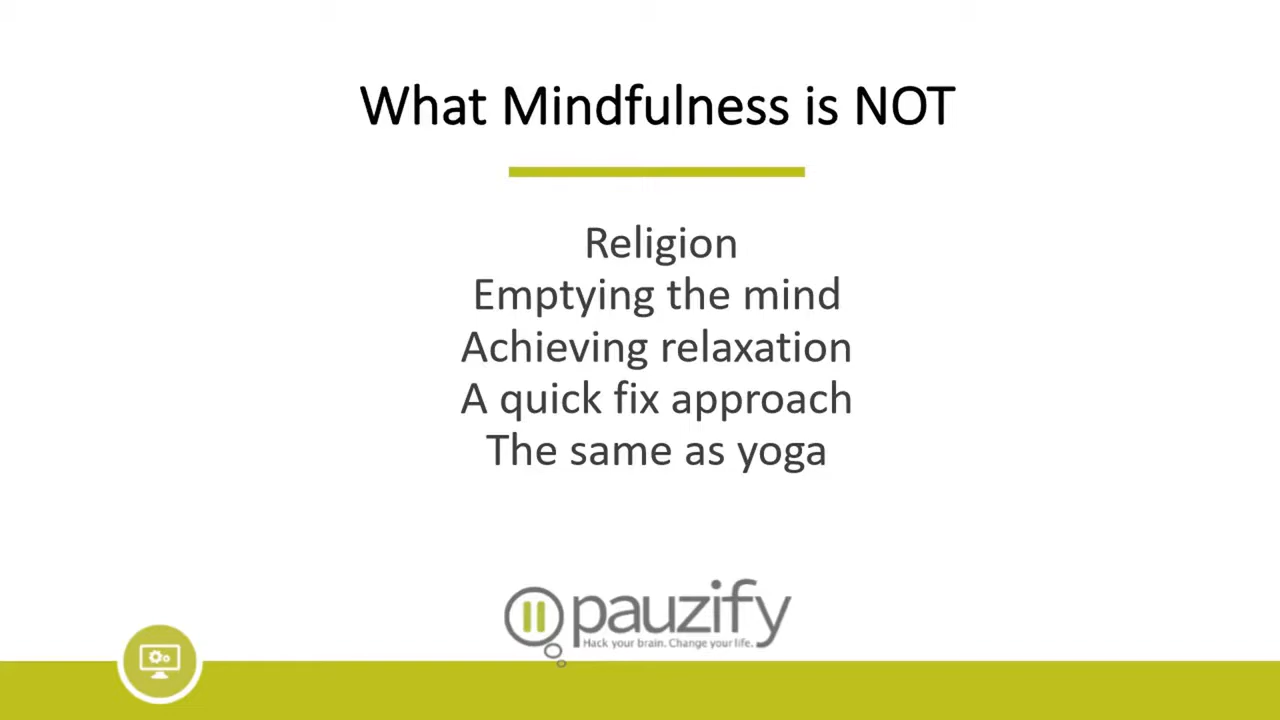 What Mindfulness is NOT
Religion
Emptying the mind
Achieving relaxation
A quick fix approach
The same as yoga
pauzify
Hack your brain. Change your life.